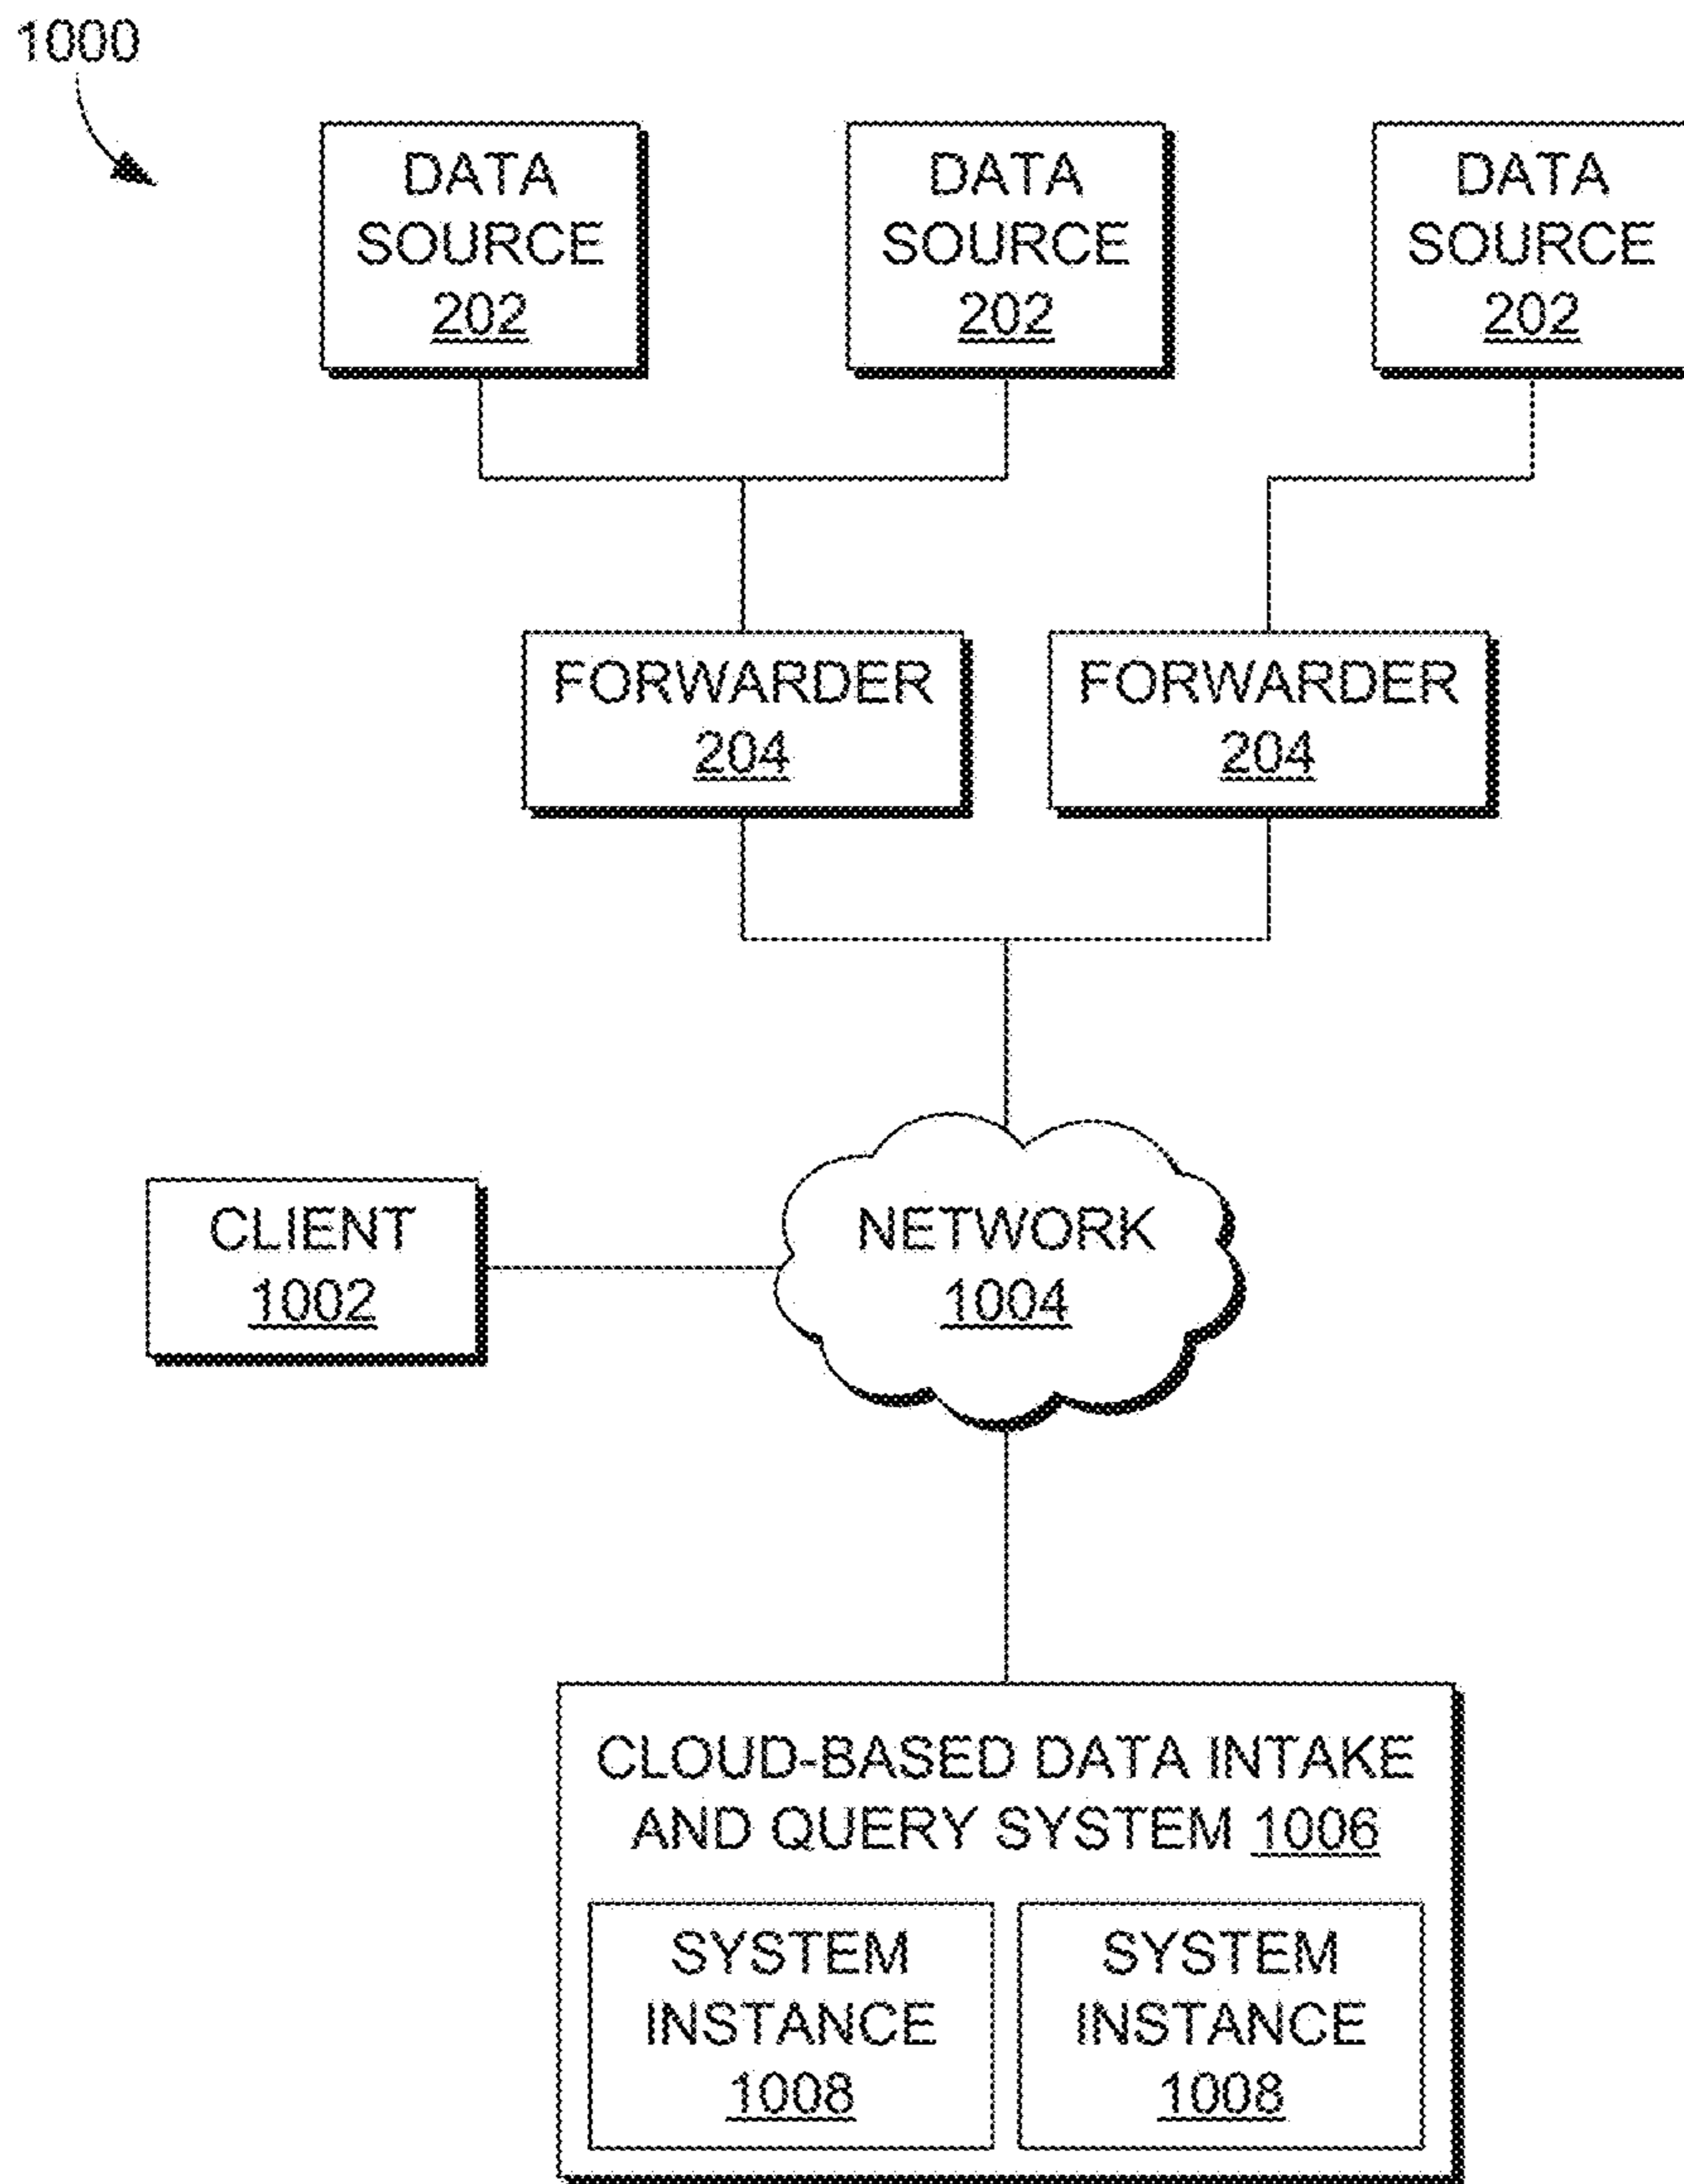 1000
DATA
SOURCE
202
DATA
SOURCE
202
DATA
SOURCE
202
FORWARDER
204
FORWARDER
204
CLIENT
1002
NETWORK
1004
CLOUD-BASED DATA INTAKE
AND QUERY SYSTEM 1006
SYSTEM
INSTANCE
1008
SYSTEM
INSTANCE
1008